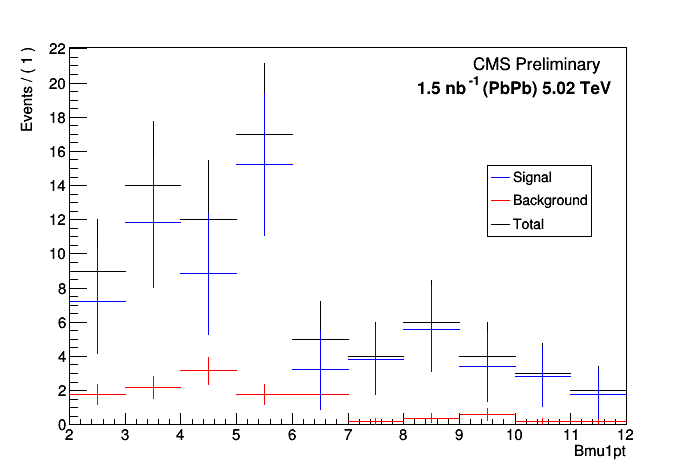 CMS Preliminary
1.5 nb-1 (PbPb) 5.02 TeV
Events / ( 1 )
22
20
18
16
14
12
10
8
6
4
2
0
Signal
Background
Total
2 3 4 5 6 7 8 9 10 11 12
Bmu1pt